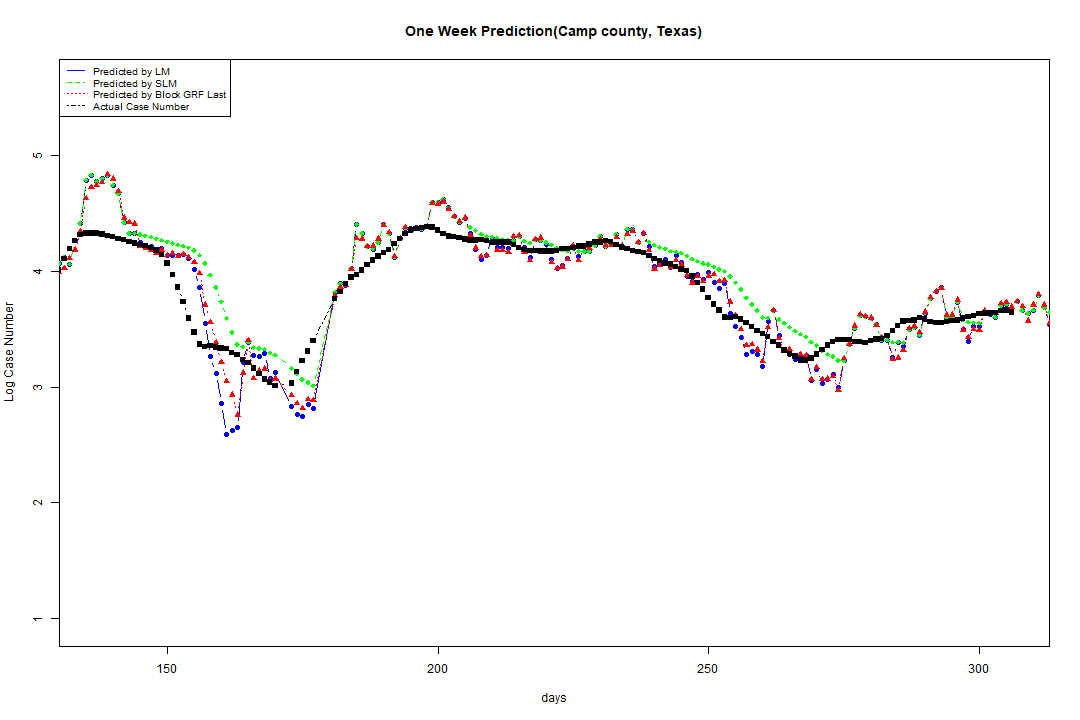 One Week Prediction(Camp county, Texas)
Predicted by LM
Predicted by SLM
Predicted by Block GRF Last
Actual Case Number
5
4
3
2
1
Log Case Number
150
200
250
300
days